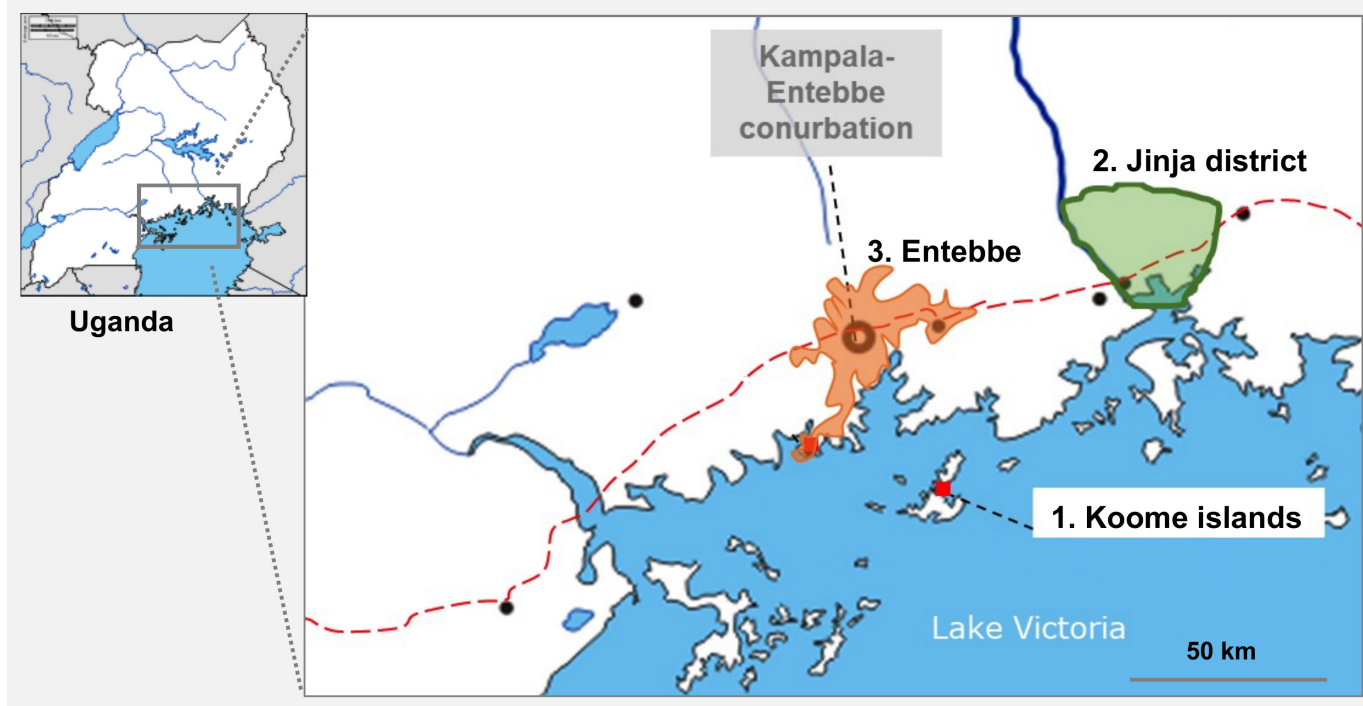 Kampala-
Entebbe
conurbation
2. Jinja district
3. Entebbe
Uganda
1. Koome islands
Lake Victoria
50 km